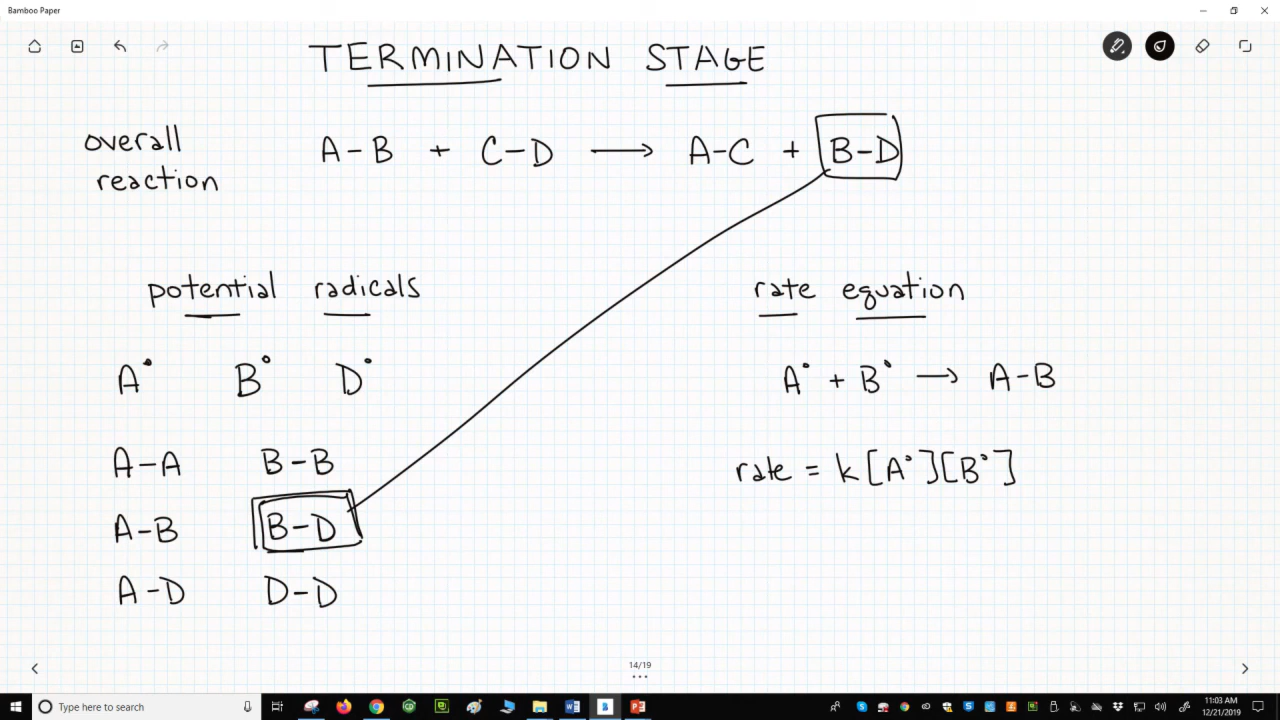 Bamboo Paper
TERMINATION STAGE
overall
reaction
A-B + C-D → A-C + B-D
potential radicals
A• B• D•
A-A B-B
A-B B-D
A-D D-D
rate equation
A• + B• → A-B
rate = k[A•][B•]
14/19
Type here to search
11:03 AM
12/21/2019